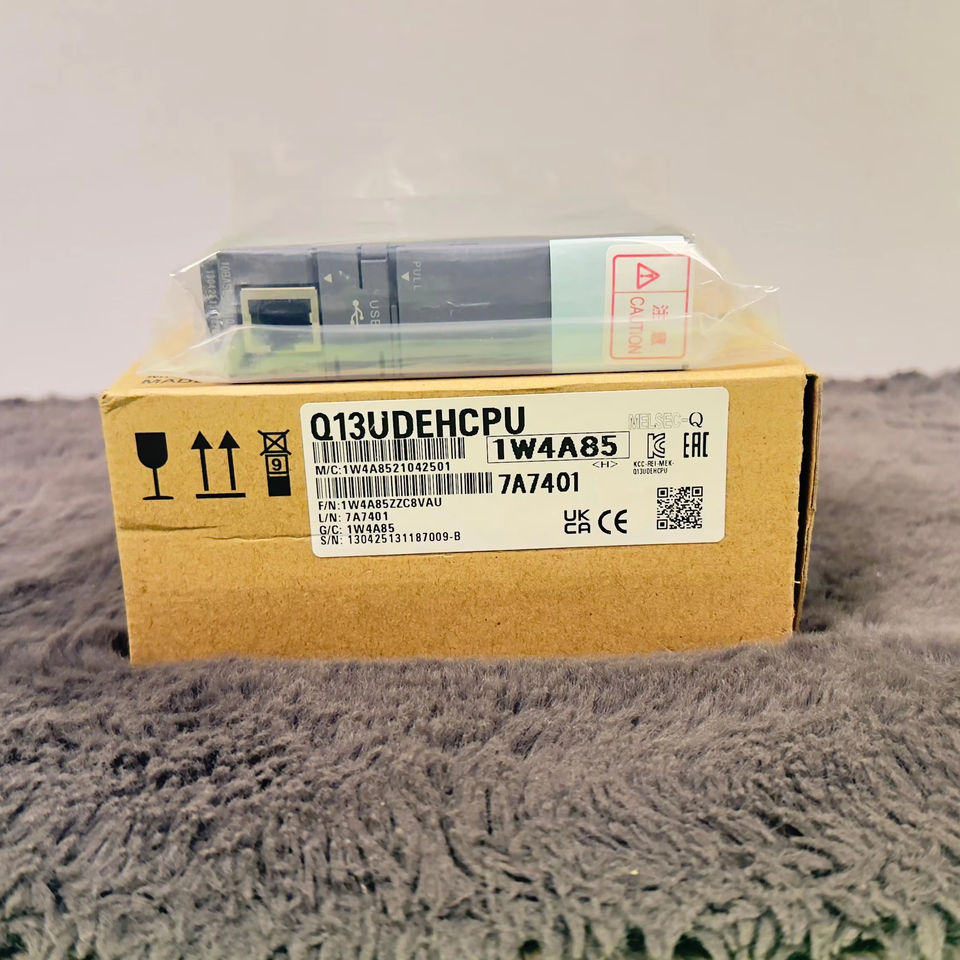 PULL
USB
注意
CAUTION
MADE
Q13UDEHCPU
MELSEC-Q
1W4A85
<H>
M/C:1W4A8521042501
KCC-REI-MEK-
Q13UDEHCPU
EAC
7A7401
F/N:1W4A85ZZC8VAU
L/N: 7A7401
G/C: 1W4A85
S/N: 130425131187009-B
UK
CA CE
9